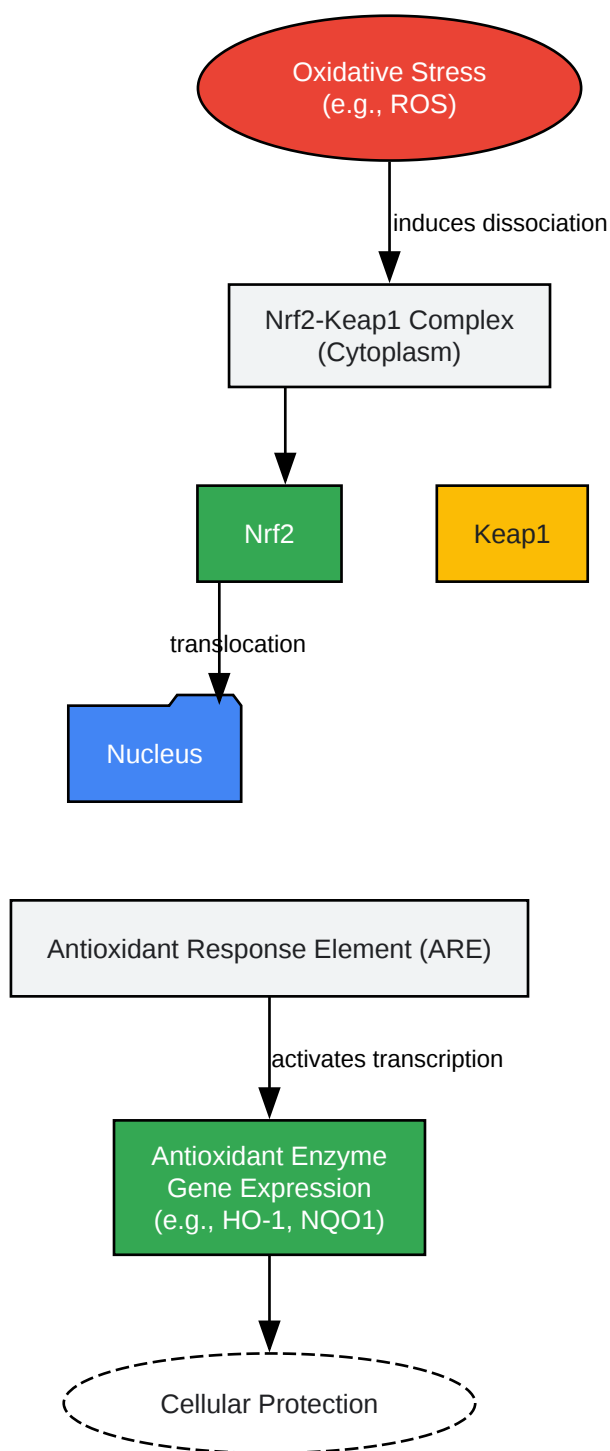 Oxidative Stress
(e.g., ROS)
induces dissociation
Nrf2-Keap1 Complex
(Cytoplasm)
Nrf2
Keap1
translocation
Nucleus
Antioxidant Response Element (ARE)
activates transcription
Antioxidant Enzyme
Gene Expression
(e.g., HO-1, NQO1)
Cellular Protection